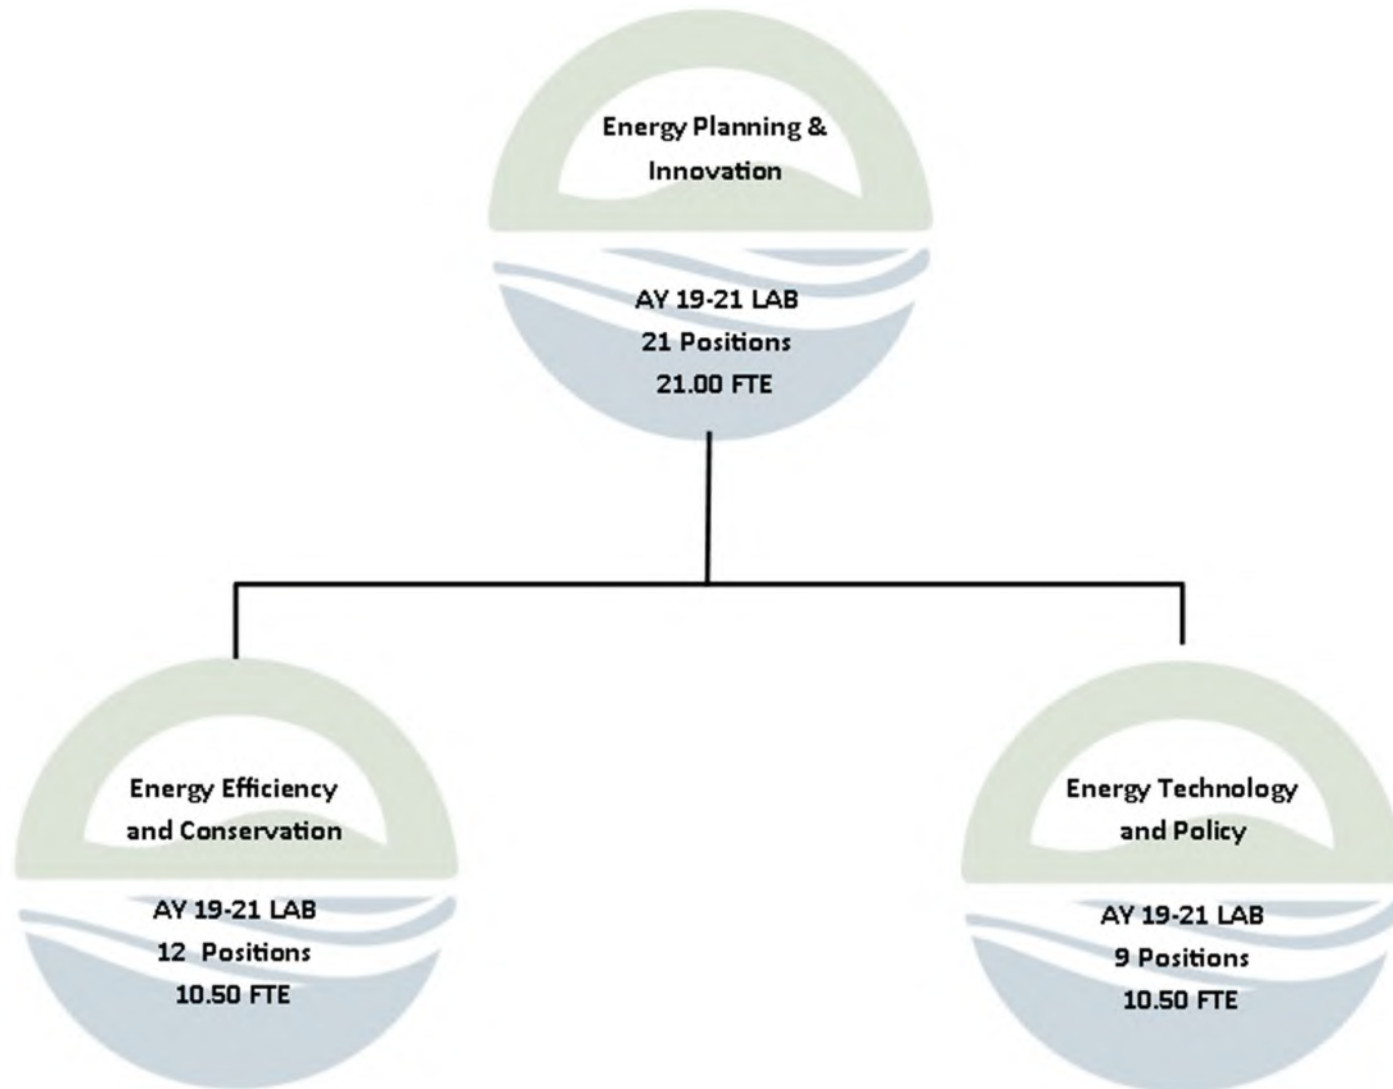 Energy Planning &
Innovation
AY 19-21 LAB
21 Positions
21.00 FTE
Energy Efficiency
and Conservation
AY 19-21 LAB
12 Positions
10.50 FTE
Energy Technology
and Policy
AY 19-21 LAB
9 Positions
10.50 FTE